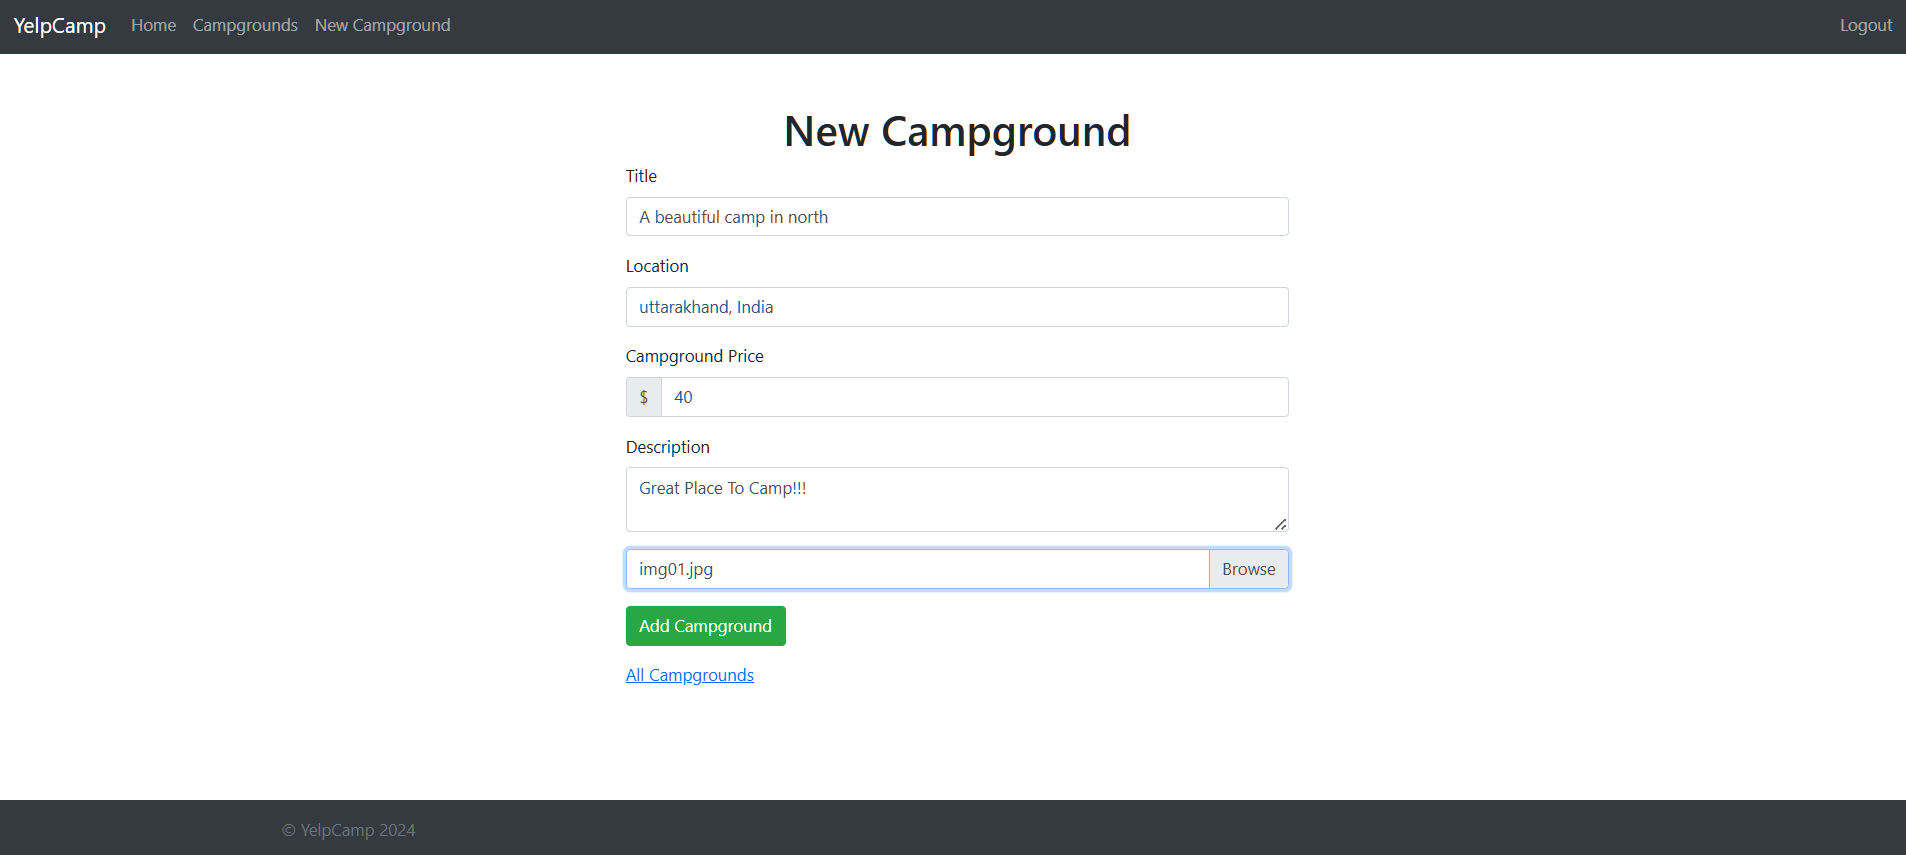 YelpCamp Home Campgrounds New Campground Logout
New Campground
Title
A beautiful camp in north
Location
uttarakhand, India
Campground Price
$ 40
Description
Great Place To Camp!!!
img01.jpg Browse
Add Campground
All Campgrounds
© YelpCamp 2024